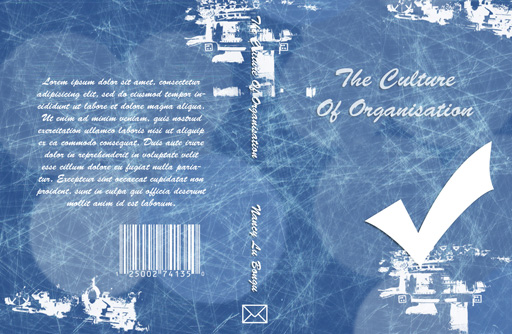 Lorem ipsum dolor sit amet, consectetur
adipisicing elit, sed do eiusmod tempor in-
cididunt ut labore et dolore magna aliqua.
Ut enim ad minim veniam, quis nostrud
exercitation ullamco laboris nisi ut aliquip
ex ea commodo consequat. Duis aute irure
dolor in reprehenderit in voluptate velit
esse cillum dolore eu fugiat nulla paria-
tur. Excepteur sint occaecat cupidatat non
proident, sunt in culpa qui officia deserunt
mollit anim id est laborum.
1 25002 74135 0
The Culture Of Organisation
Nancy Lu Bongu
The Culture
Of Organisation